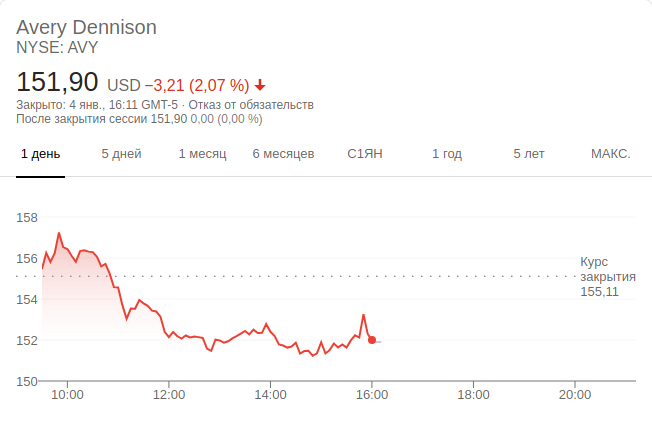 Avery Dennison
NYSE: AVY
151,90 USD −3,21 (2,07 %)
Закрыто: 4 янв., 16:11 GMT-5 · Отказ от обязательств
После закрытия сессии 151,90 0,00 (0,00 %)
1 день 5 дней 1 месяц 6 месяцев С1ЯН 1 год 5 лет МАКС.
158
156
154
152
150
Курс
закрытия
155,11
10:00 12:00 14:00 16:00 18:00 20:00